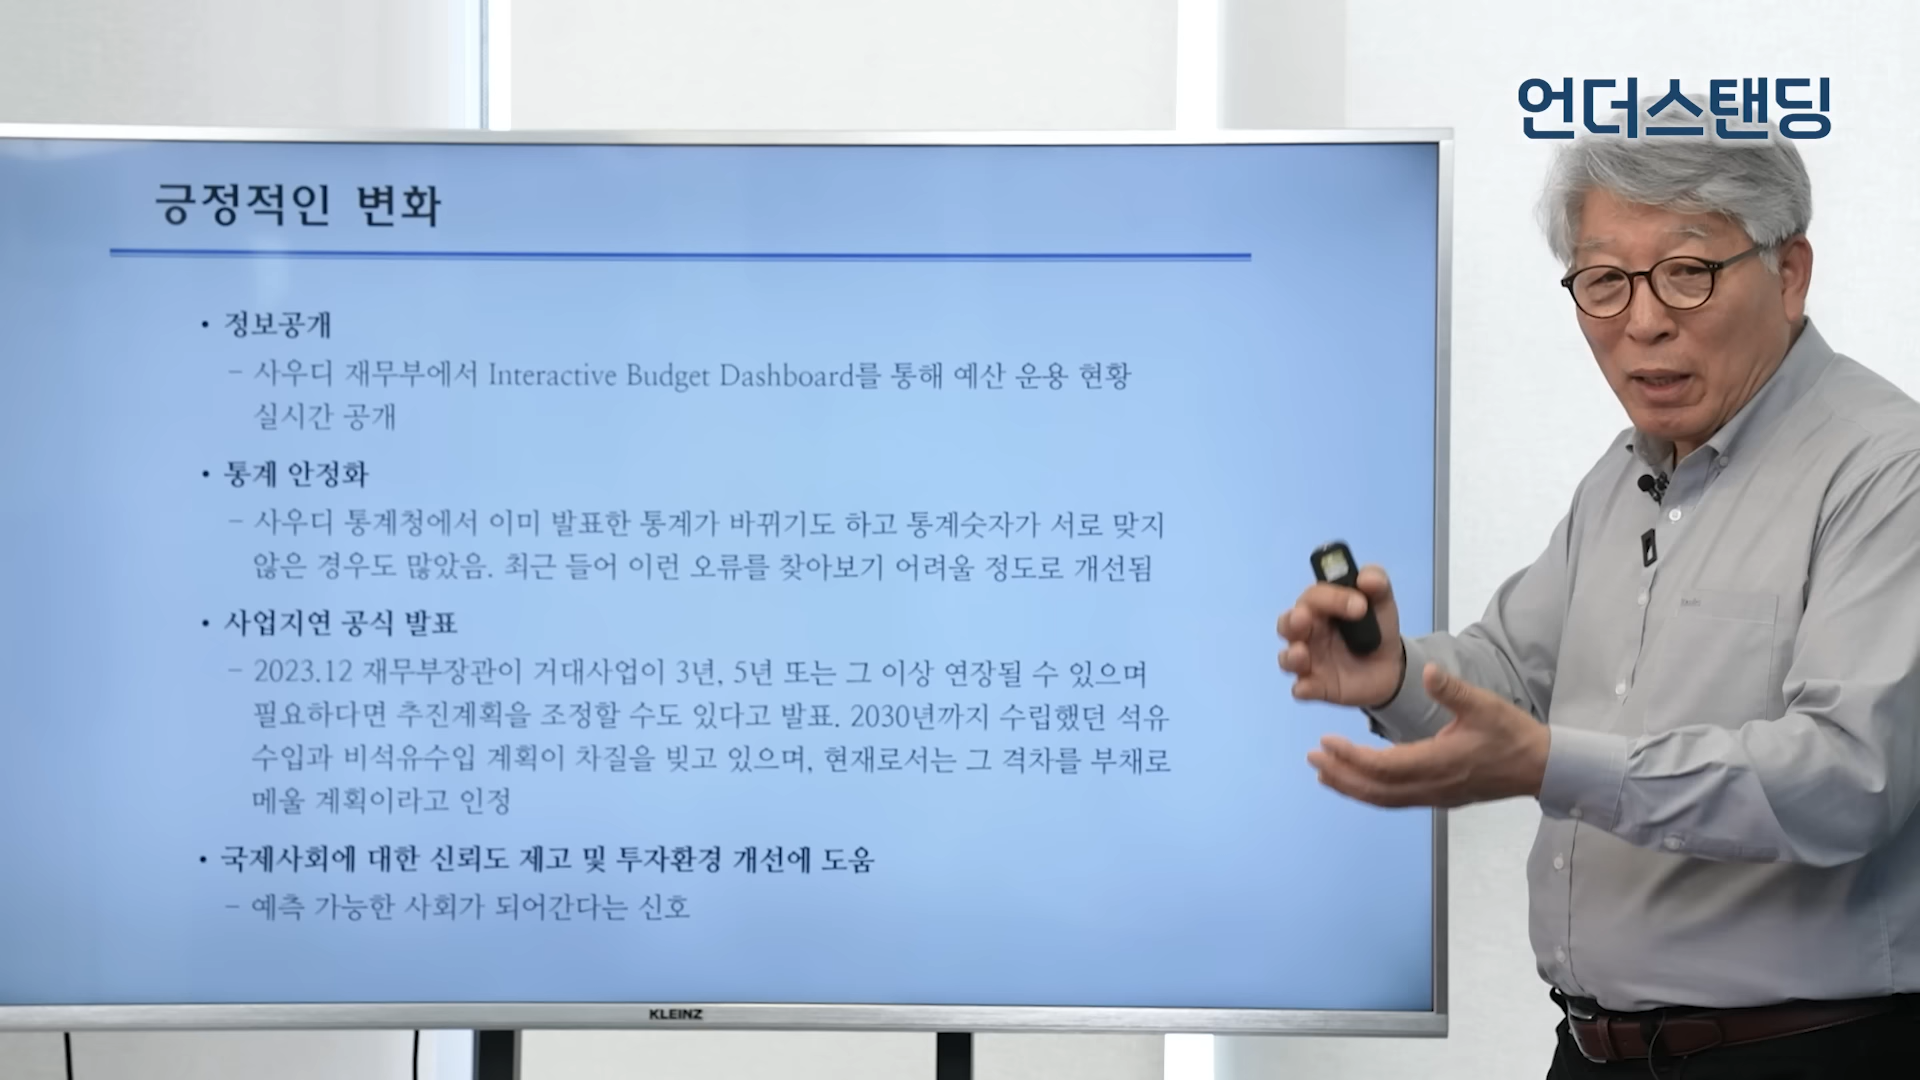 언더스탠딩
긍정적인 변화
• 정보공개
– 사우디 재무부에서 Interactive Budget Dashboard를 통해 예산 운용 현황
실시간 공개
• 통계 안정화
– 사우디 통계청에서 이미 발표한 통계가 바뀌기도 하고 통계숫자가 서로 맞지
않은 경우도 많았음. 최근 들어 이런 오류를 찾아보기 어려울 정도로 개선됨
• 사업지연 공식 발표
– 2023.12 재무부장관이 거대사업이 3년, 5년 또는 그 이상 연장될 수 있으며
필요하다면 추진계획을 조정할 수도 있다고 발표. 2030년까지 수립했던 석유
수입과 비석유수입 계획이 차질을 빚고 있으며, 현재로서는 그 격차를 부채로
메울 계획이라고 인정
• 국제사회에 대한 신뢰도 제고 및 투자환경 개선에 도움
– 예측 가능한 사회가 되어간다는 신호
KLEINZ